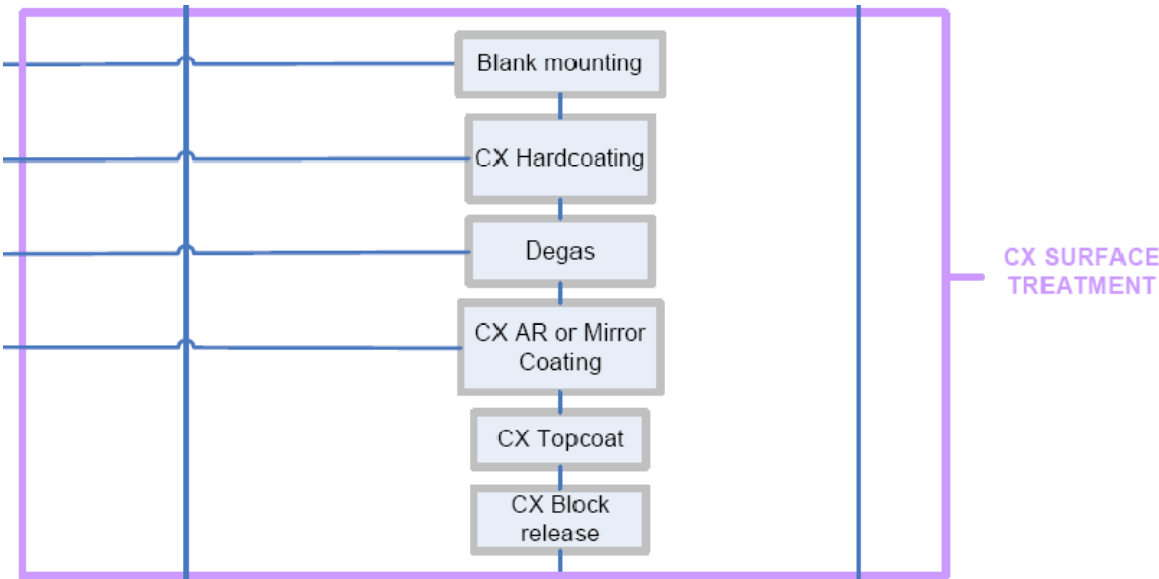 Blank mounting
CX Hardcoating
Degas
CX AR or Mirror
Coating
CX Topcoat
CX Block
release
CX SURFACE
TREATMENT